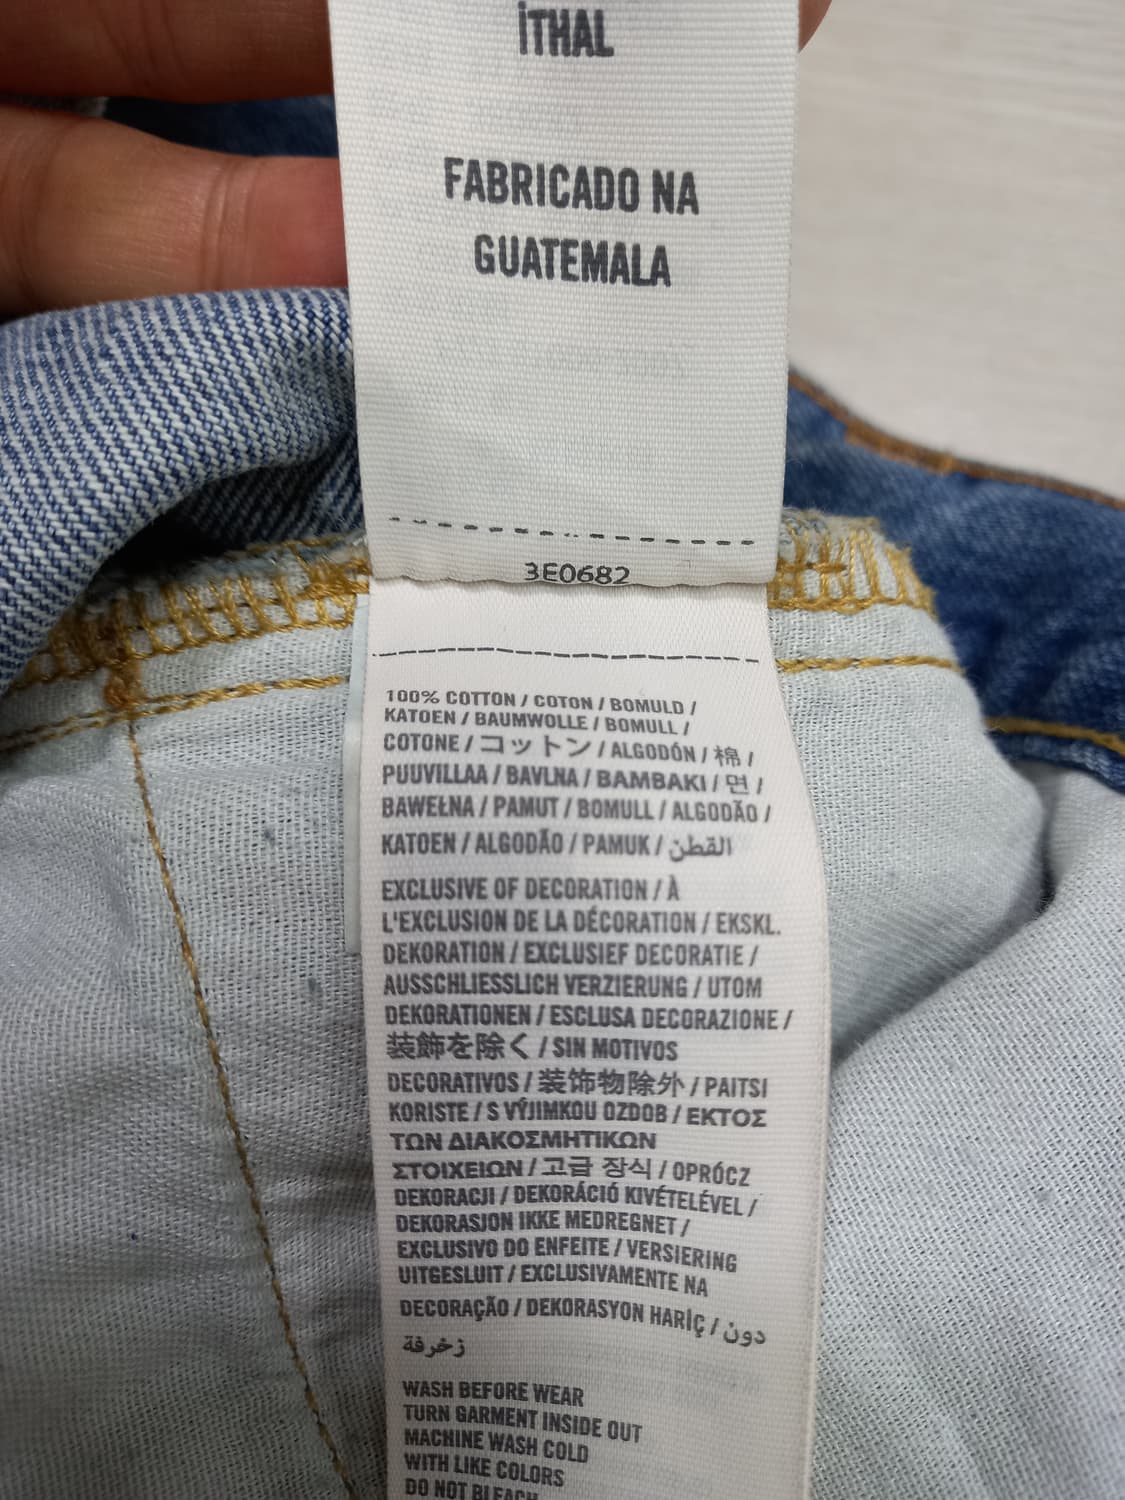 İTHAL
FABRICADO NA
GUATEMALA
3E0682
100% COTTON / COTON / BOMULD /
KATOEN / BAUMWOLLE / BOMULL /
COTONE / コットン / ALGODÓN / 棉 /
PUUVILLAA / BAVLNA / BAMBAKI / 면 /
BAWEŁNA / PAMUT / BOMULL / ALGODÃO /
KATOEN / ALGODÃO / PAMUK / القطن
EXCLUSIVE OF DECORATION / À
L'EXCLUSION DE LA DÉCORATION / EKSKL.
DEKORATION / EXCLUSIEF DECORATIE /
AUSSCHLIESSLICH VERZIERUNG / UTOM
DEKORATIONEN / ESCLUSA DECORAZIONE /
装飾を除く / SIN MOTIVOS
DECORATIVOS / 装饰物除外 / PAITSI
KORISTE / S VÝJIMKOU OZDOB / ΕΚΤΟΣ
ΤΩΝ ΔΙΑΚΟΣΜΗΤΙΚΩΝ
ΣΤΟΙΧΕΙΩΝ / 고급 장식 / OPRÓCZ
DEKORACJI / DEKORÁCIÓ KIVÉTELÉVEL /
DEKORASJON IKKE MEDREGNET /
EXCLUSIVO DO ENFEITE / VERSIERING
UITGESLUIT / EXCLUSIVAMENTE NA
DECORAÇÃO / DEKORASYON HARİÇ / دون
زخرفة
WASH BEFORE WEAR
TURN GARMENT INSIDE OUT
MACHINE WASH COLD
WITH LIKE COLORS
DO NOT BLEACH